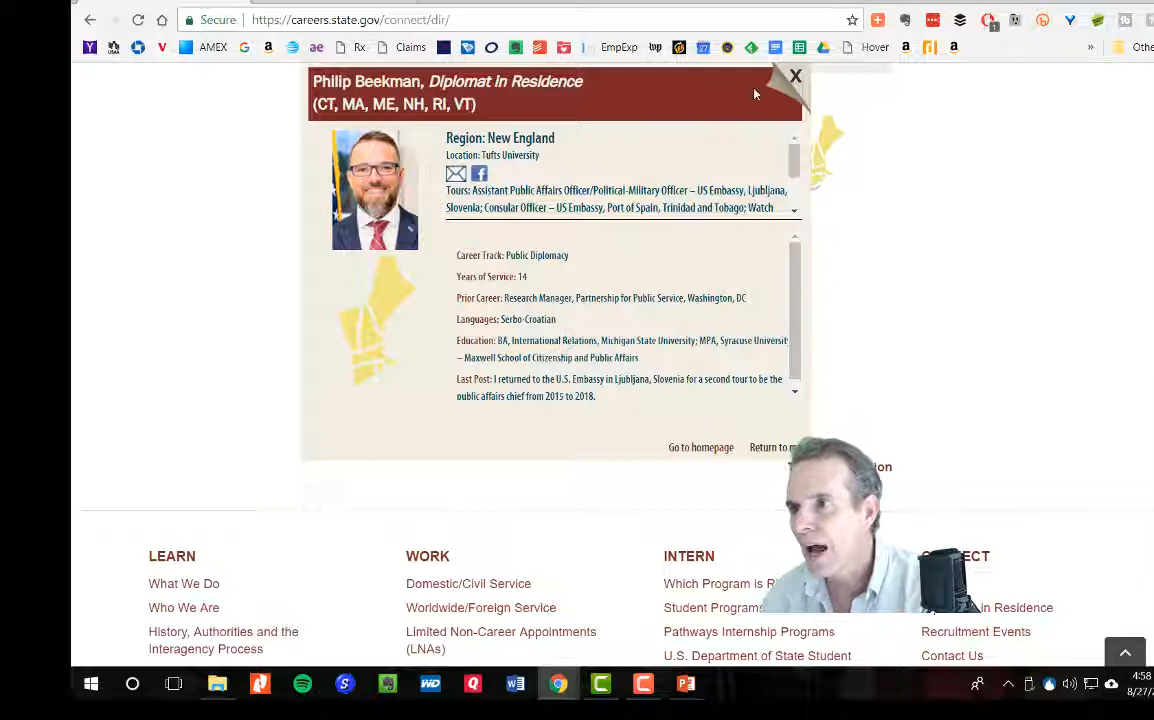 Secure https://careers.state.gov/connect/dir/
AMEX Rx Claims EmpExp wp 27 Hover » Othe
Philip Beekman, Diplomat in Residence
(CT, MA, ME, NH, RI, VT)
X
Region: New England
Location: Tufts University
Tours: Assistant Public Affairs Officer/Political-Military Officer – US Embassy, Ljubljana,
Slovenia; Consular Officer – US Embassy, Port of Spain, Trinidad and Tobago; Watch
Career Track: Public Diplomacy
Years of Service: 14
Prior Career: Research Manager, Partnership for Public Service, Washington, DC
Languages: Serbo-Croatian
Education: BA, International Relations, Michigan State University; MPA, Syracuse University
– Maxwell School of Citizenship and Public Affairs
Last Post: I returned to the U.S. Embassy in Ljubljana, Slovenia for a second tour to be the
public affairs chief from 2015 to 2018.
Go to homepage Return to
LEARN WORK INTERN
What We Do Domestic/Civil Service Which Program is
Who We Are Worldwide/Foreign Service Student Programs in Residence
History, Authorities and the Limited Non-Career Appointments Pathways Internship Programs Recruitment Events
Interagency Process (LNAs) U.S. Department of State Student Contact Us
4:58
8/27/2